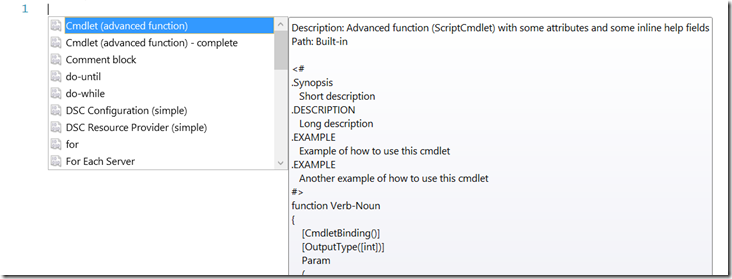 1
Cmdlet (advanced function)
Cmdlet (advanced function) - complete
Comment block
do-until
do-while
DSC Configuration (simple)
DSC Resource Provider (simple)
for
For Each Server
Description: Advanced function (ScriptCmdlet) with some attributes and some inline help fields
Path: Built-in
<#
.Synopsis
Short description
.DESCRIPTION
Long description
.EXAMPLE
Example of how to use this cmdlet
.EXAMPLE
Another example of how to use this cmdlet
#>
function Verb-Noun
{
[CmdletBinding()]
[OutputType([int])]
Param
(